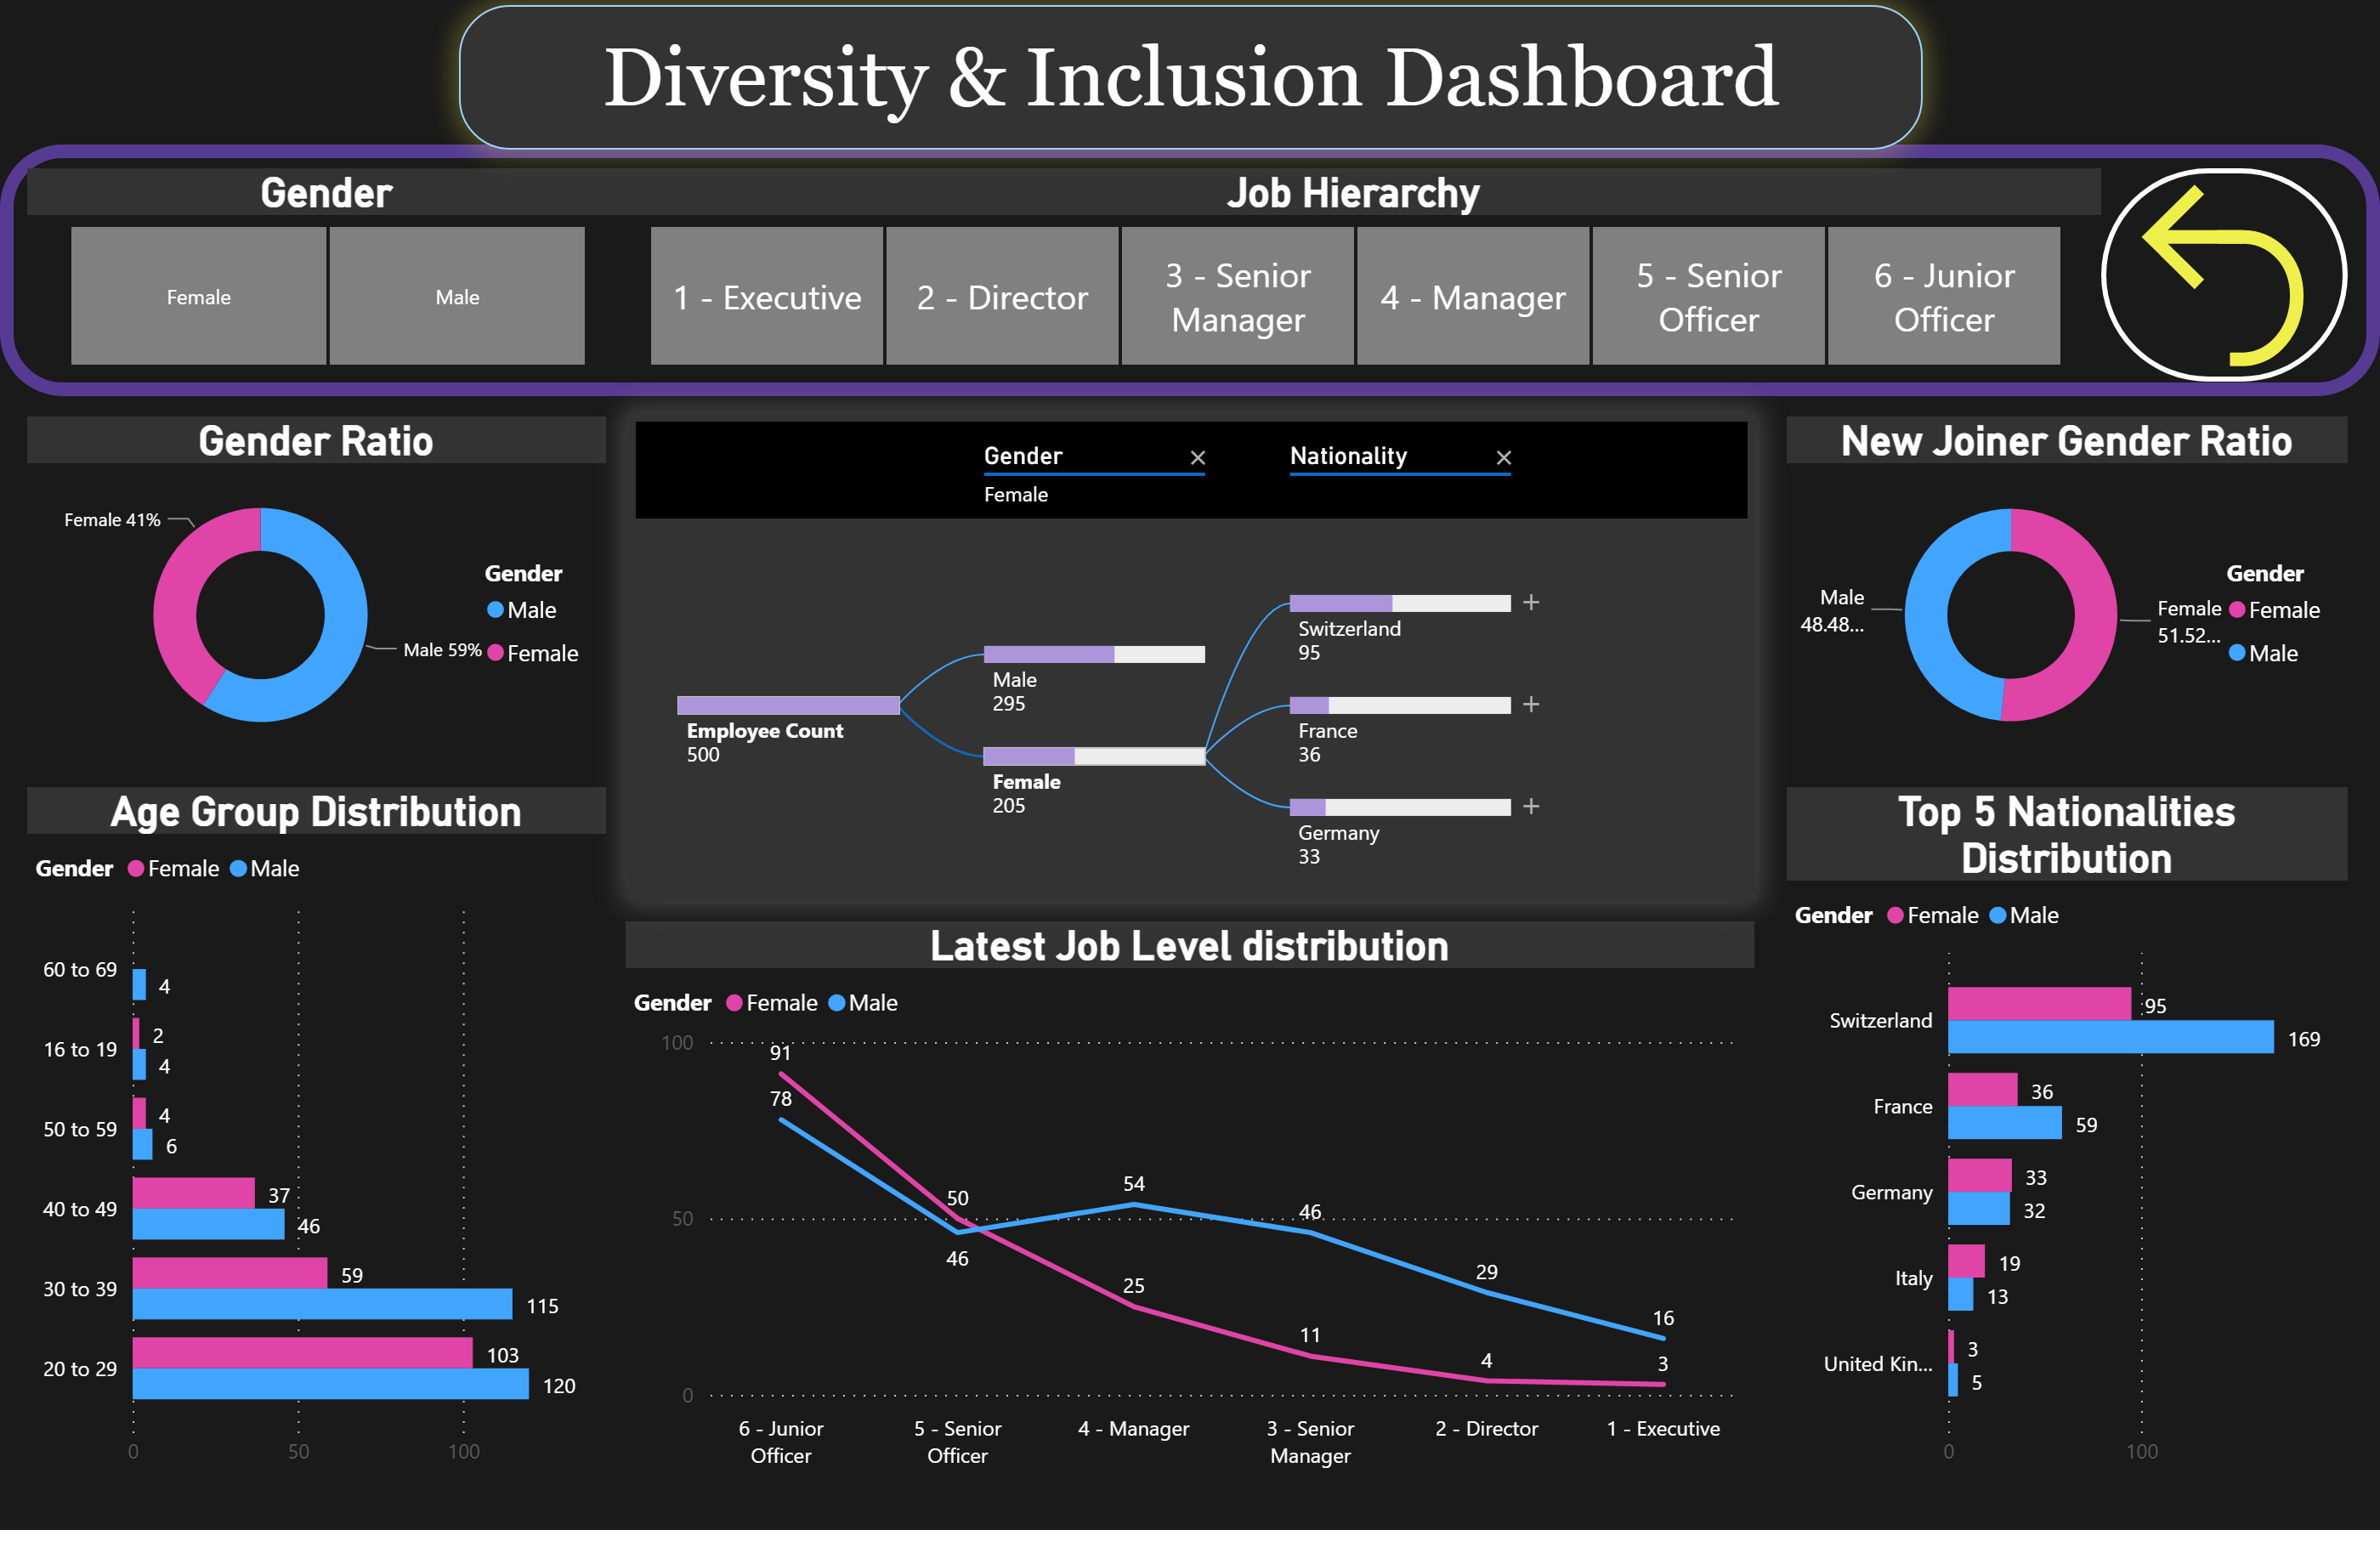 Diversity & Inclusion Dashboard
Gender
Job Hierarchy
Female
Male
1 - Executive
2 - Director
3 - Senior
Manager
4 - Manager
5 - Senior
Officer
6 - Junior
Officer
Gender Ratio
Female 41%
Male 59%
Gender
Male
Female
Gender
Female
Nationality
Employee Count
500
Male
295
Female
205
Switzerland
95
France
36
Germany
33
New Joiner Gender Ratio
Male
48.48...
Female
51.52...
Gender
Female
Male
Age Group Distribution
Gender Female Male
60 to 69
4
16 to 19
2
4
50 to 59
4
6
40 to 49
37
46
30 to 39
59
115
20 to 29
103
120
0 50 100
Latest Job Level distribution
Gender Female Male
100
50
0
91
78
50
46
54
25
46
11
29
4
16
3
6 - Junior
Officer
5 - Senior
Officer
4 - Manager
3 - Senior
Manager
2 - Director
1 - Executive
Top 5 Nationalities
Distribution
Gender Female Male
Switzerland
95
169
France
36
59
Germany
33
32
Italy
19
13
United Kin...
3
5
0 100